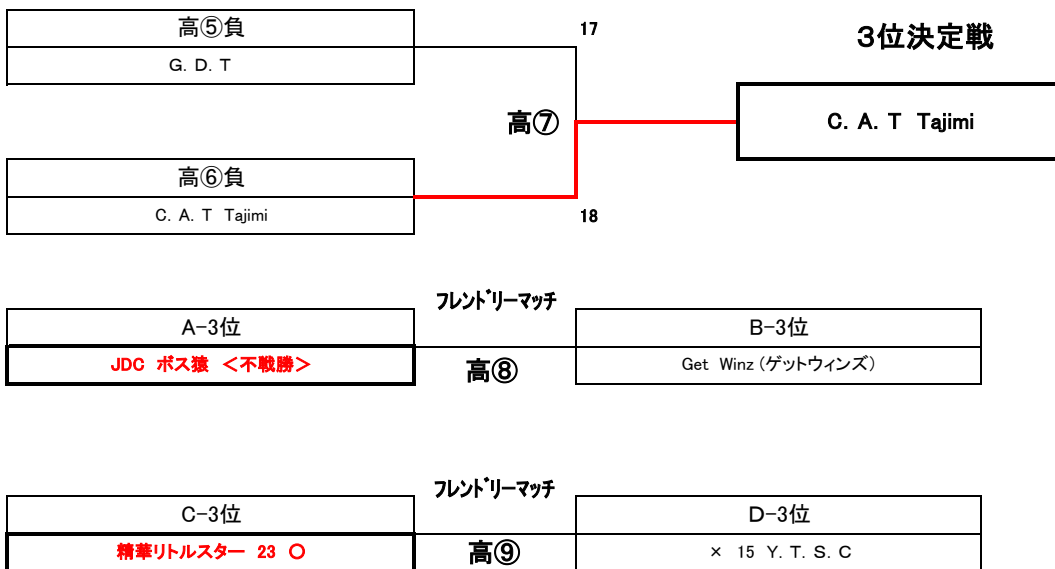 高⑤負
17
3位決定戦
G. D. T
高⑦
C. A. T Tajimi
高⑥負
C. A. T Tajimi
18
フレンドリーマッチ
A-3位
B-3位
JDC ボス猿 <不戦勝>
高⑧
Get Winz (ゲットウィンズ)
フレンドリーマッチ
C-3位
D-3位
精華リトルスター 23 〇
高⑨
× 15 Y. T. S. C